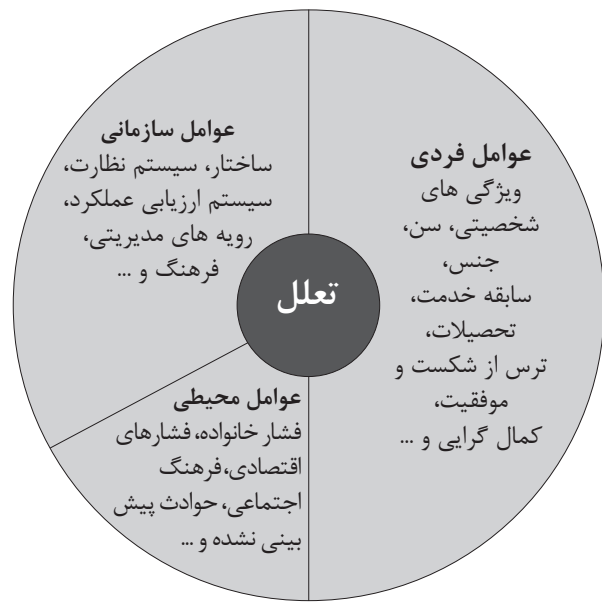 عوامل فردی
ویژگی های
شخصیتی، سن،
جنس،
سابقه خدمت،
تحصیلات،
ترس از شکست و
موفقیت،
کمال گرایی و ...
عوامل سازمانی
ساختار، سیستم نظارت،
سیستم ارزیابی عملکرد،
رویه های مدیریتی،
فرهنگ و ...
تعلل
عوامل محیطی
فشار خانواده، فشارهای
اقتصادی،فرهنگ
اجتماعی، حوادث پیش
بینی نشده و ...